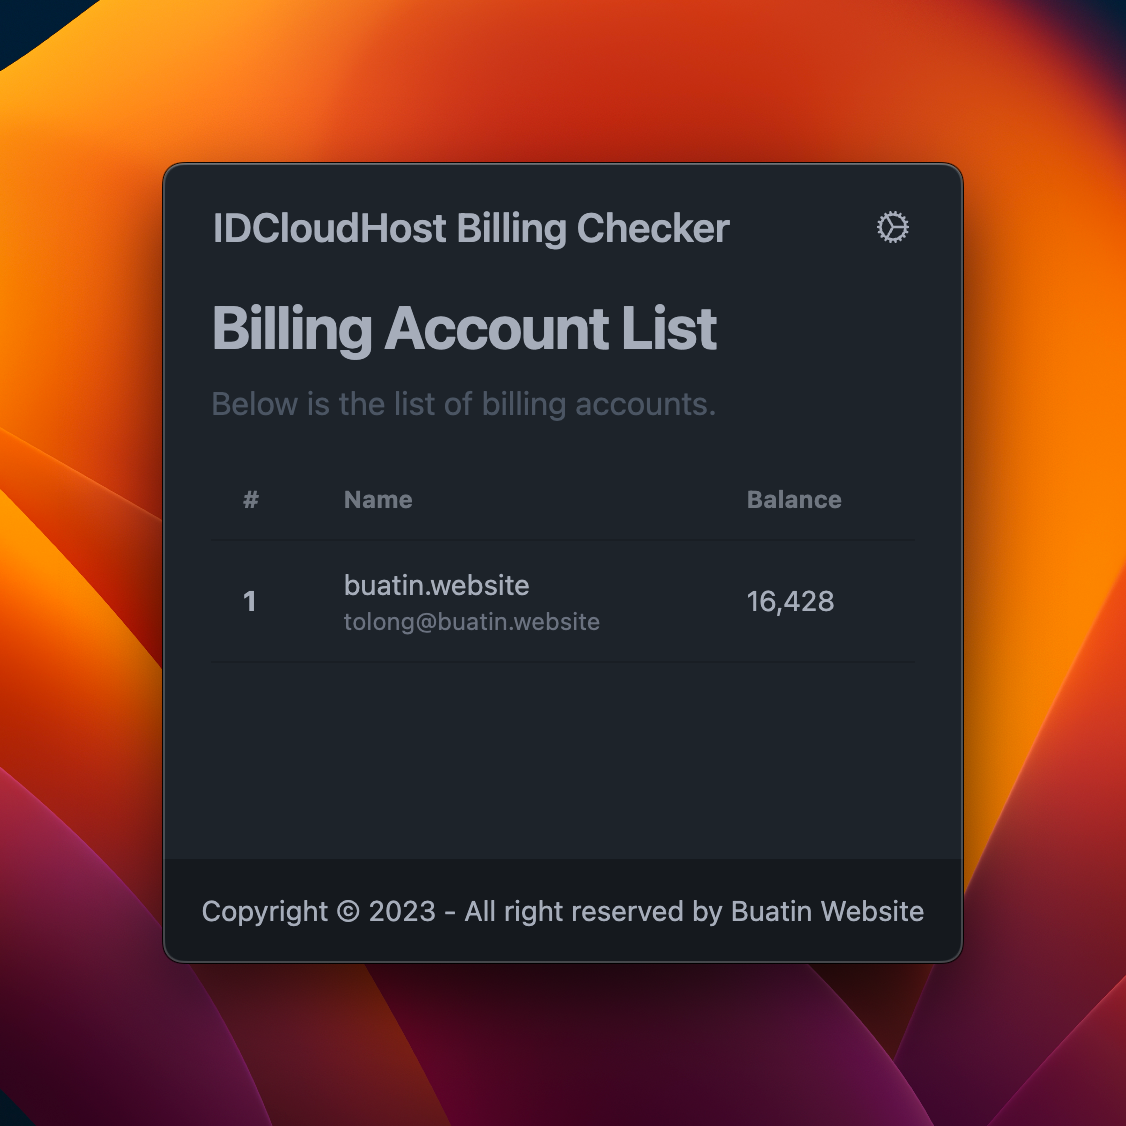 IDCloudHost Billing Checker
Billing Account List
Below is the list of billing accounts.
# Name Balance
1 buatin.website 16,428
tolong@buatin.website
Copyright © 2023 - All right reserved by Buatin Website